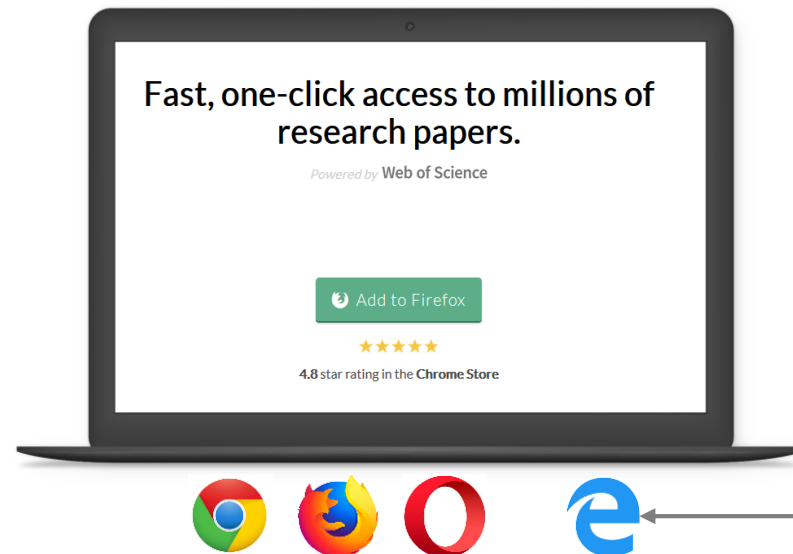 Fast, one-click access to millions of
research papers.
Powered by Web of Science
Add to Firefox
4.8 star rating in the Chrome Store